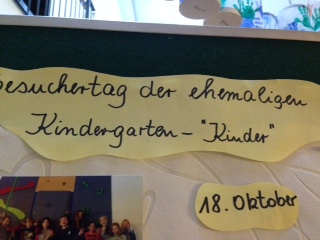 Besuchertag der ehemaligen
Kindergarten-"Kinder"
18. Oktober